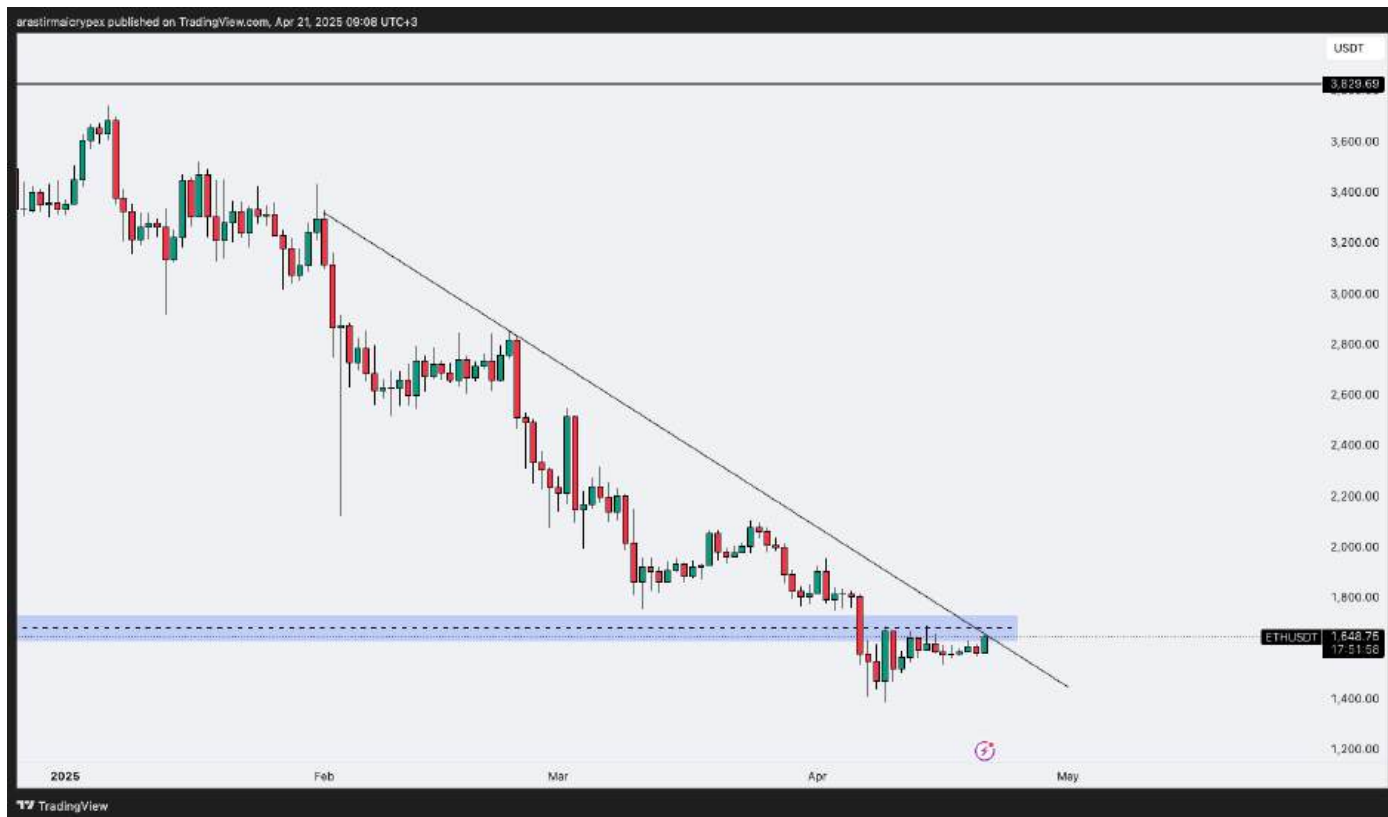 arastirmaicrypex published on TradingView.com, Apr 21, 2025 09:08 UTC+3
USDT
3,829.69
3,600.00
3,400.00
3,200.00
3,000.00
2,800.00
2,600.00
2,400.00
2,200.00
2,000.00
1,800.00
ETHUSDT 1,648.75
17:51:58
1,400.00
1,200.00
2025 Feb Mar Apr May
TradingView